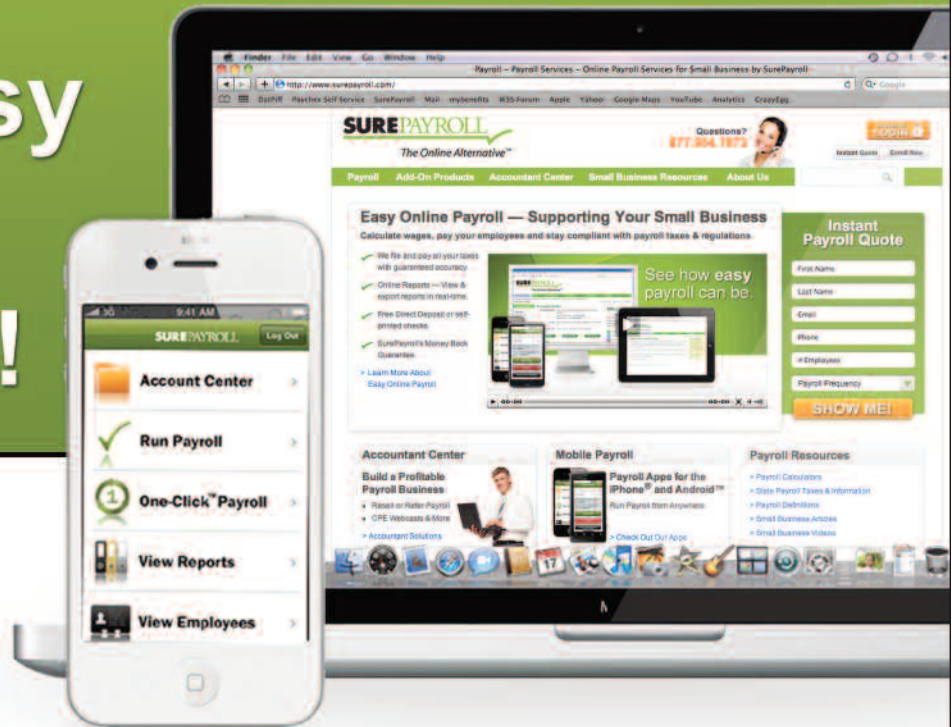 sy
!
Finder File Edit View Go Window Help
Payroll – Payroll Services – Online Payroll Services for Small Business by SurePayroll
http://www.surepayroll.com/
Google
Paychex Self Service SurePayroll Mail mybenefits Apple Yahoo! Google Maps YouTube Analytics CrazyEgg
SUREPAYROLL
The Online Alternative™
Questions?
877.954.1873
LOGIN
Instant Quote Enroll Now
Payroll Add-On Products Accountant Center Small Business Resources About Us
Easy Online Payroll — Supporting Your Small Business
Calculate wages, pay your employees and stay compliant with payroll taxes & regulations
We file and pay all your taxes
with guaranteed accuracy.
Online Reports — View &
export reports in real-time.
Free Direct Deposit or self-
printed checks.
SurePayroll's Money Back
Guarantee.
> Learn More About
Easy Online Payroll
See how easy
payroll can be.
00:00
00:00
Instant
Payroll Quote
First Name
Last Name
Email
Phone
# Employees
Payroll Frequency
SHOW ME!
Accountant Center
Build a Profitable
Payroll Business
Resell or Refer Payroll
CPE Webcasts & More
> Accountant Solutions
Mobile Payroll
Payroll Apps for the
iPhone® and Android™
Run Payroll from Anywhere
> Check Out Our Apps
Payroll Resources
> Payroll Calculators
> State Payroll Taxes & Information
> Payroll Definitions
> Small Business Articles
> Small Business Videos
17
M
3G
9:41 AM
SUREPAYROLL
Log Out
Account Center
Run Payroll
1
One-Click™ Payroll
View Reports
View Employees